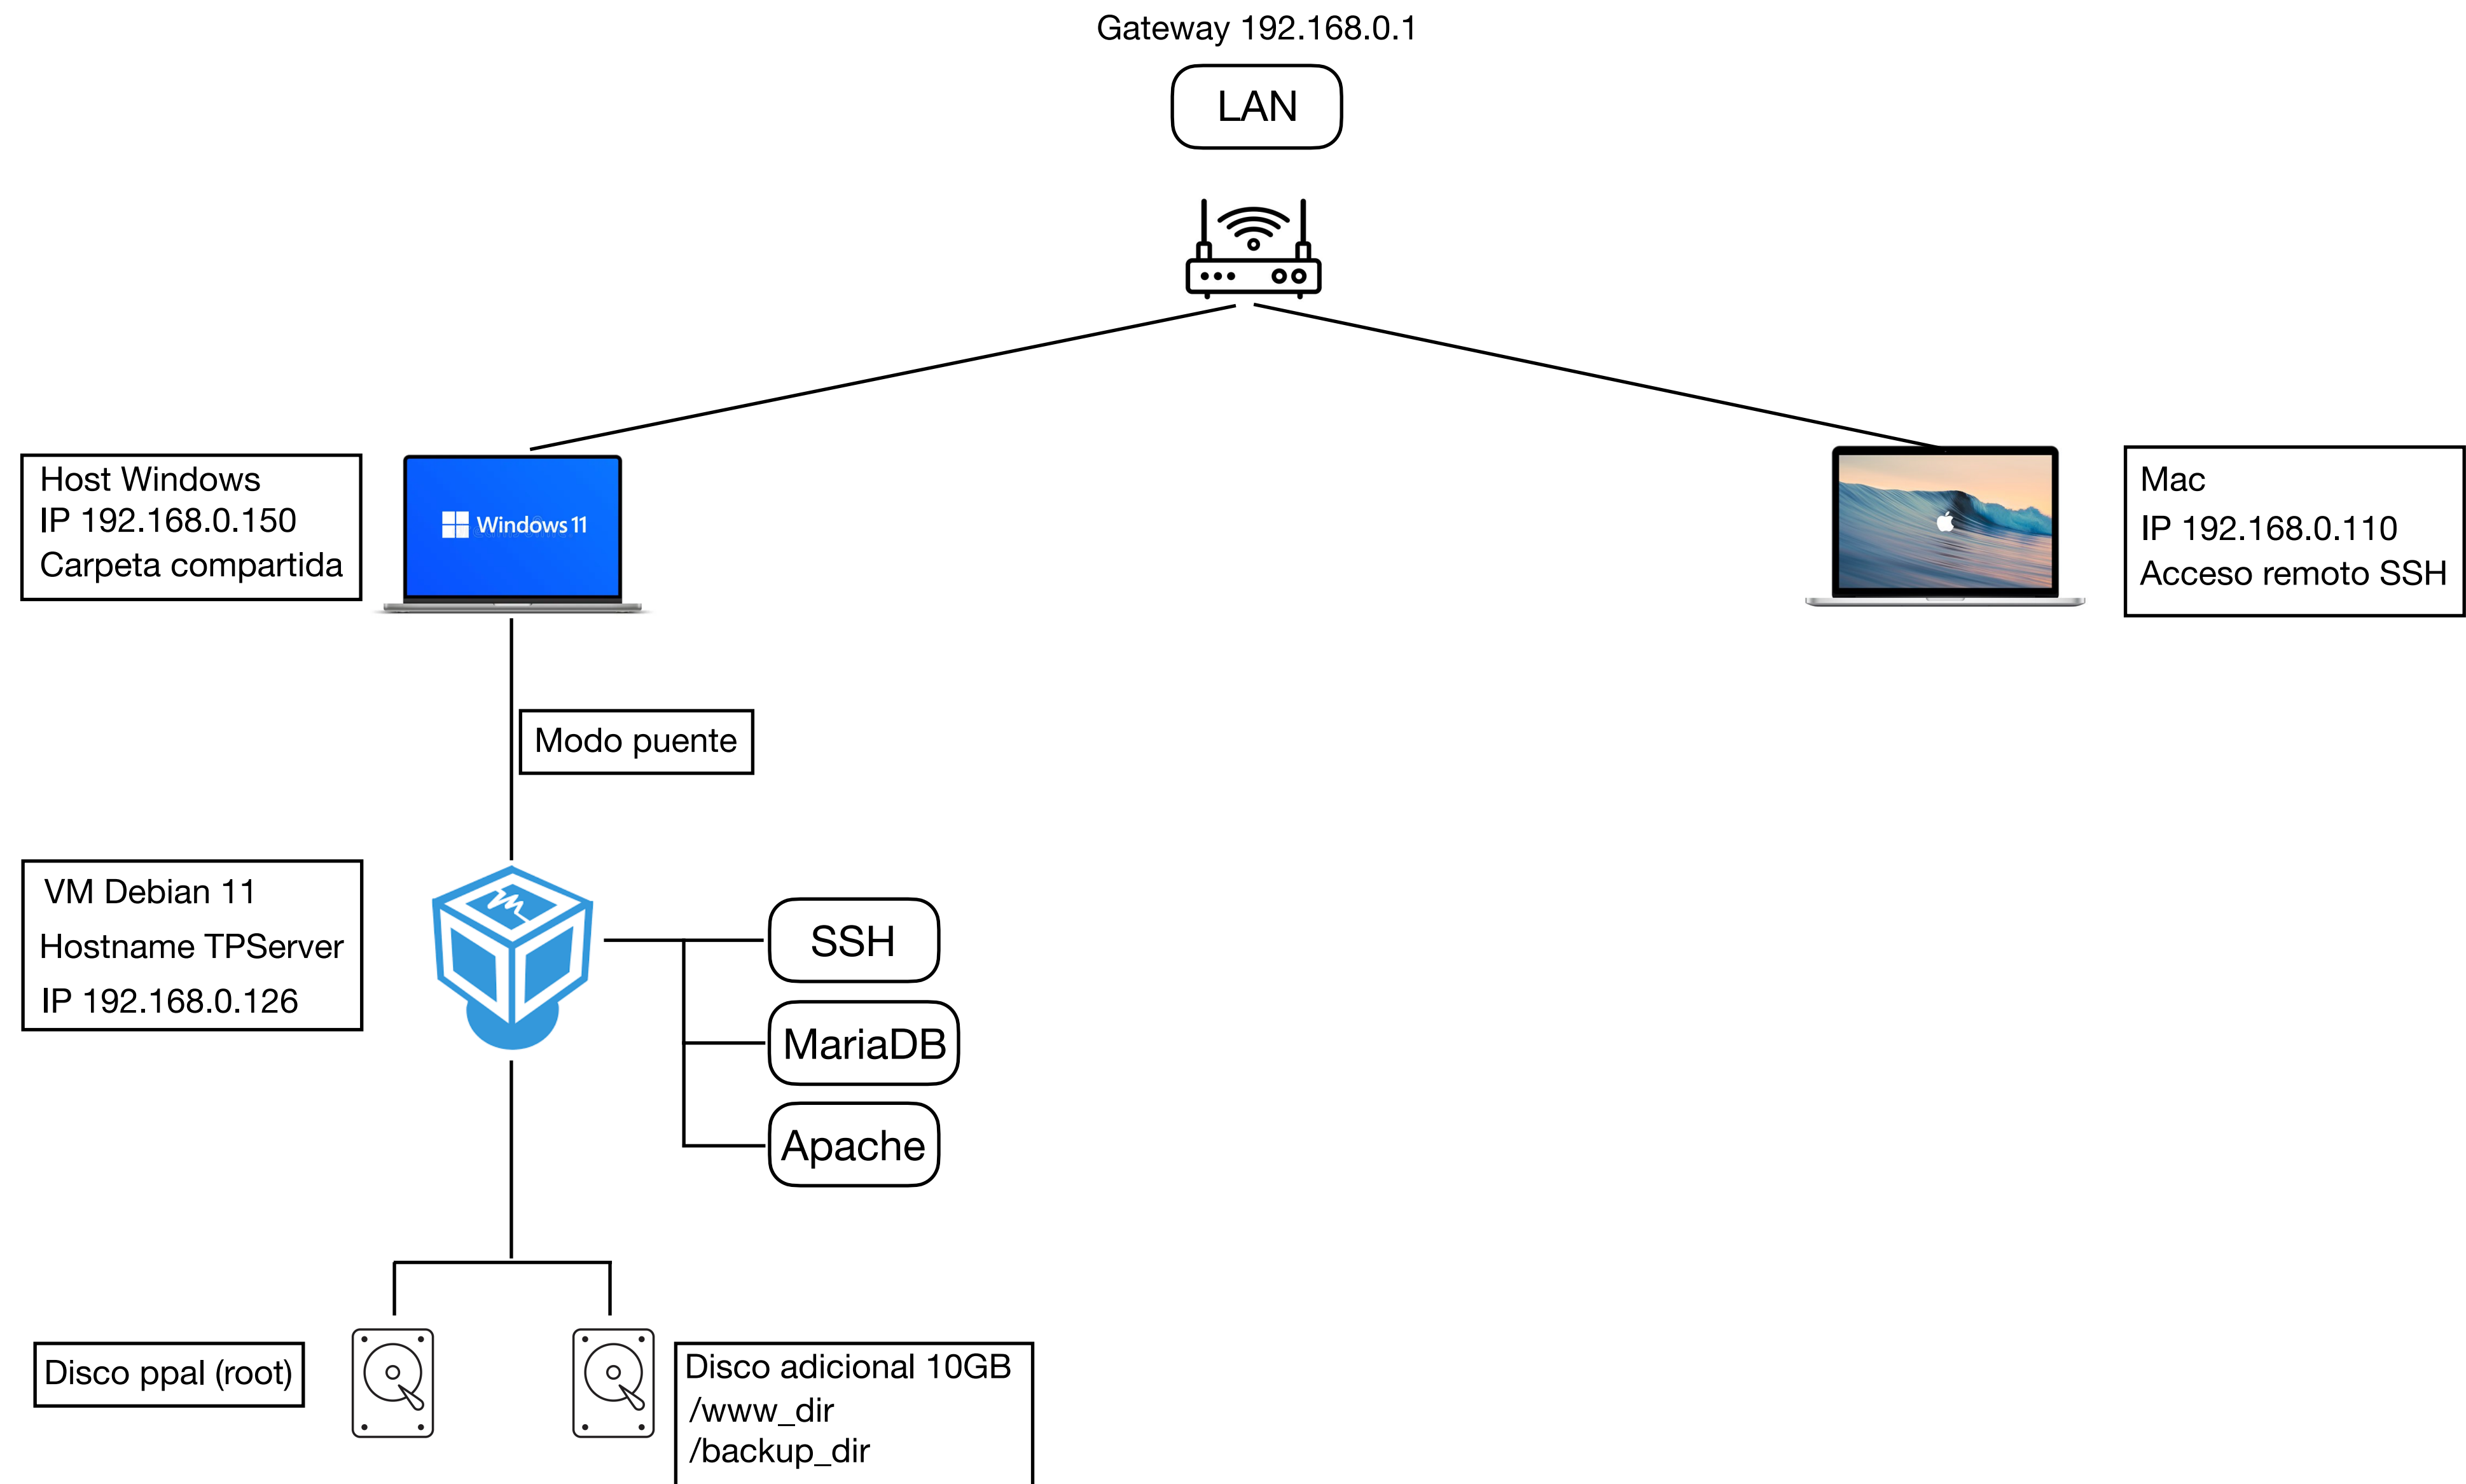 Gateway 192.168.0.1
LAN
Host Windows
IP 192.168.0.150
Carpeta compartida
Windows 11
Mac
IP 192.168.0.110
Acceso remoto SSH
Modo puente
VM Debian 11
Hostname TPServer
IP 192.168.0.126
SSH
MariaDB
Apache
Disco ppal (root)
Disco adicional 10GB
/www_dir
/backup_dir